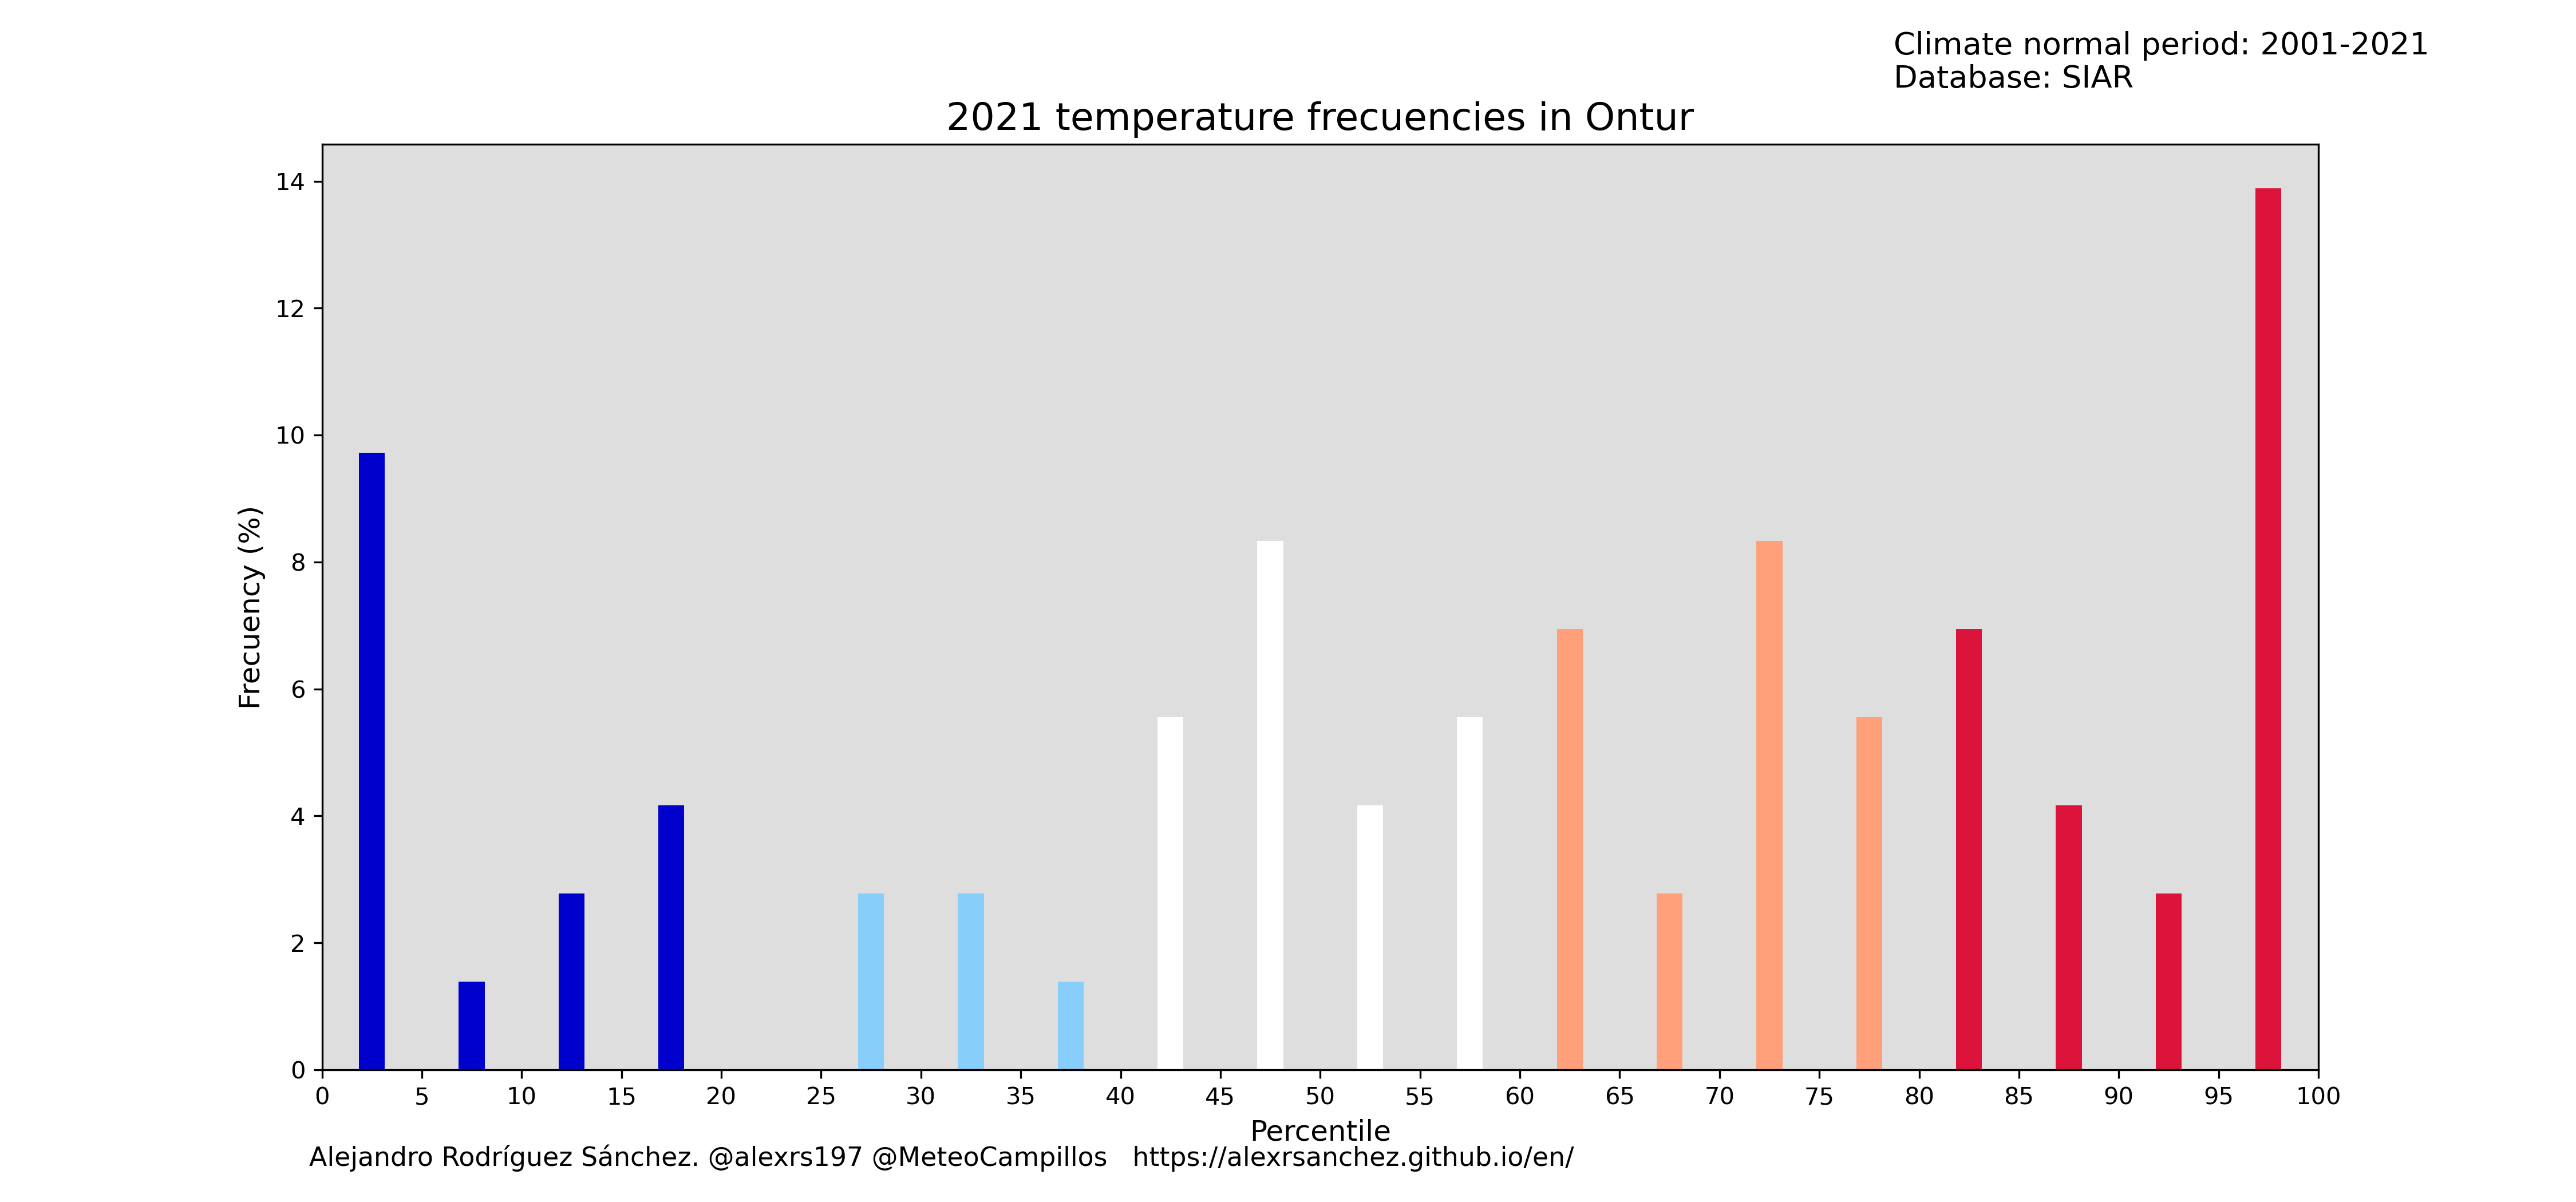 Climate normal period: 2001-2021
Database: SIAR
2021 temperature frecuencies in Ontur
14
12
10
8
6
4
2
0
Frecuency (%)
0 5 10 15 20 25 30 35 40 45 50 55 60 65 70 75 80 85 90 95 100
Percentile
Alejandro Rodríguez Sánchez. @alexrs197 @MeteoCampillos https://alexrsanchez.github.io/en/